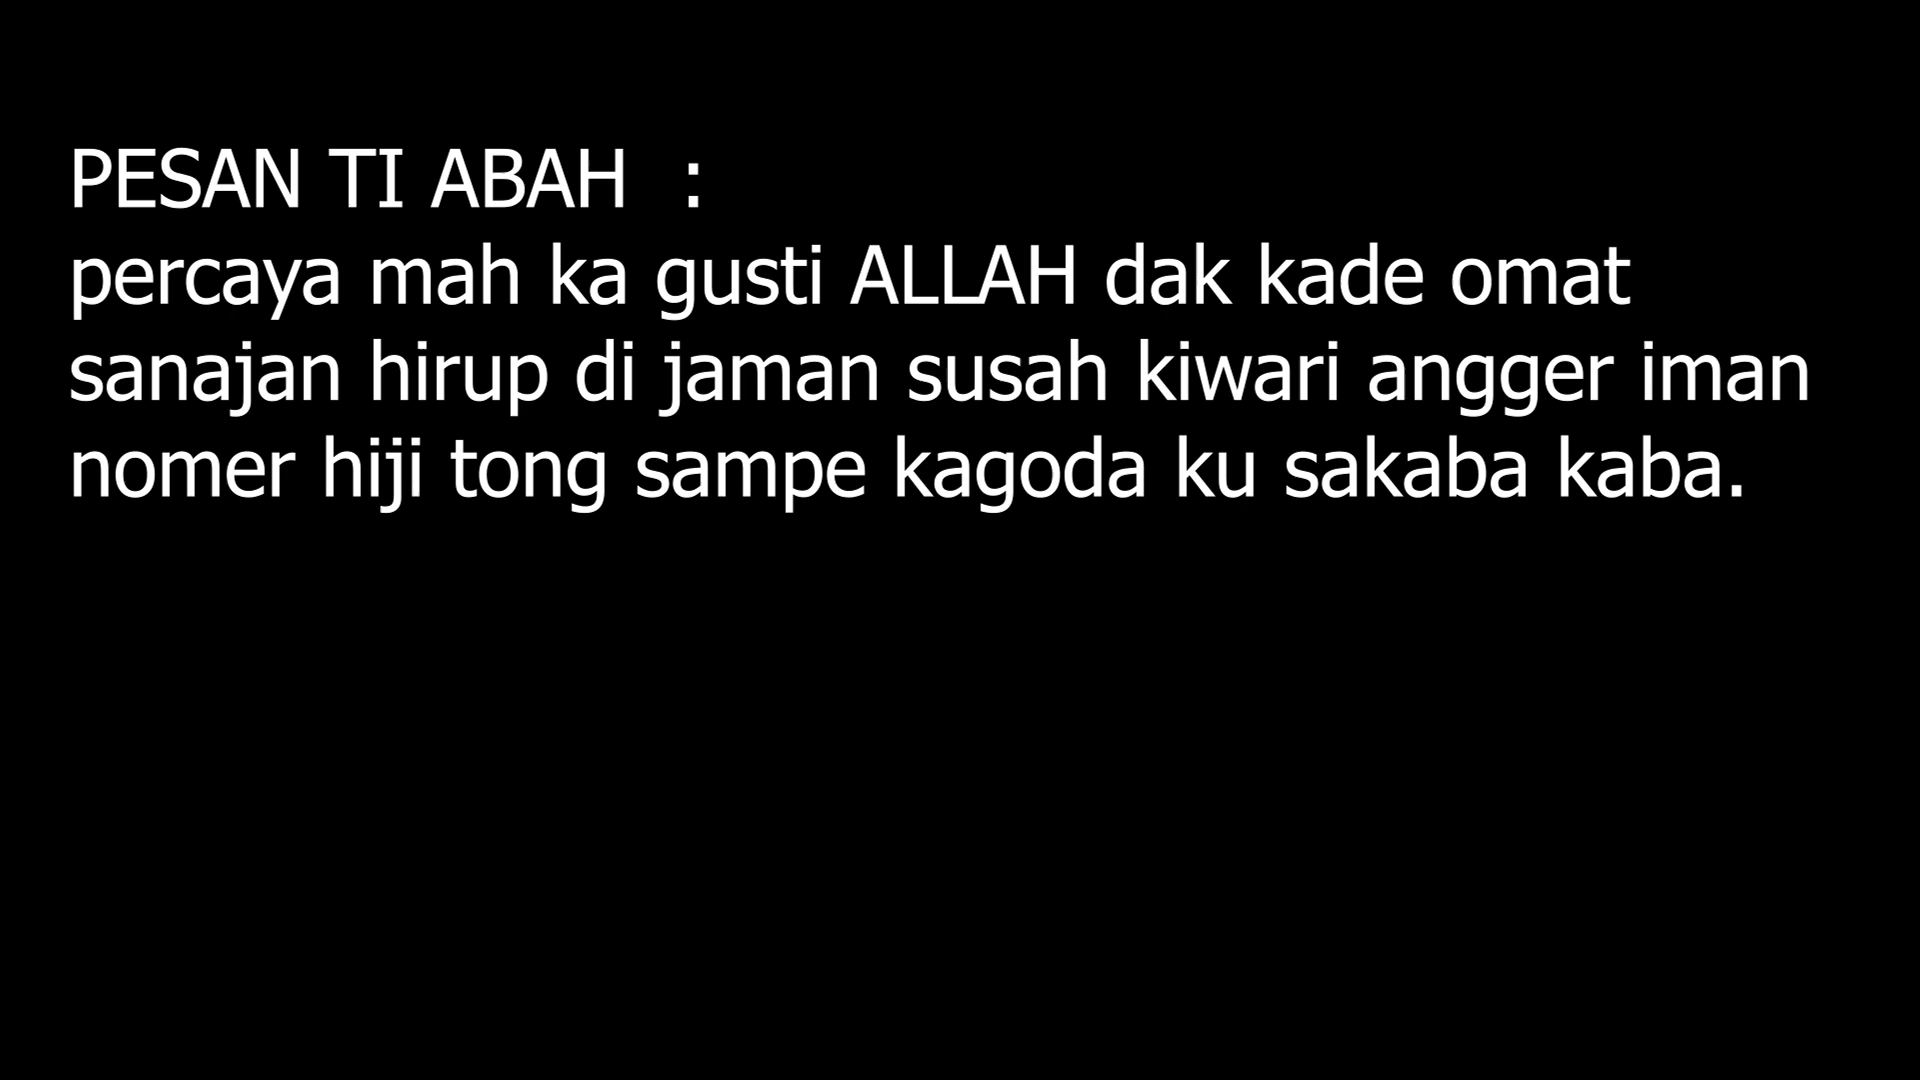 PESAN TI ABAH  :
percaya mah ka gusti ALLAH dak kade omat
sanajan hirup di jaman susah kiwari angger iman
nomer hiji tong sampe kagoda ku sakaba kaba.